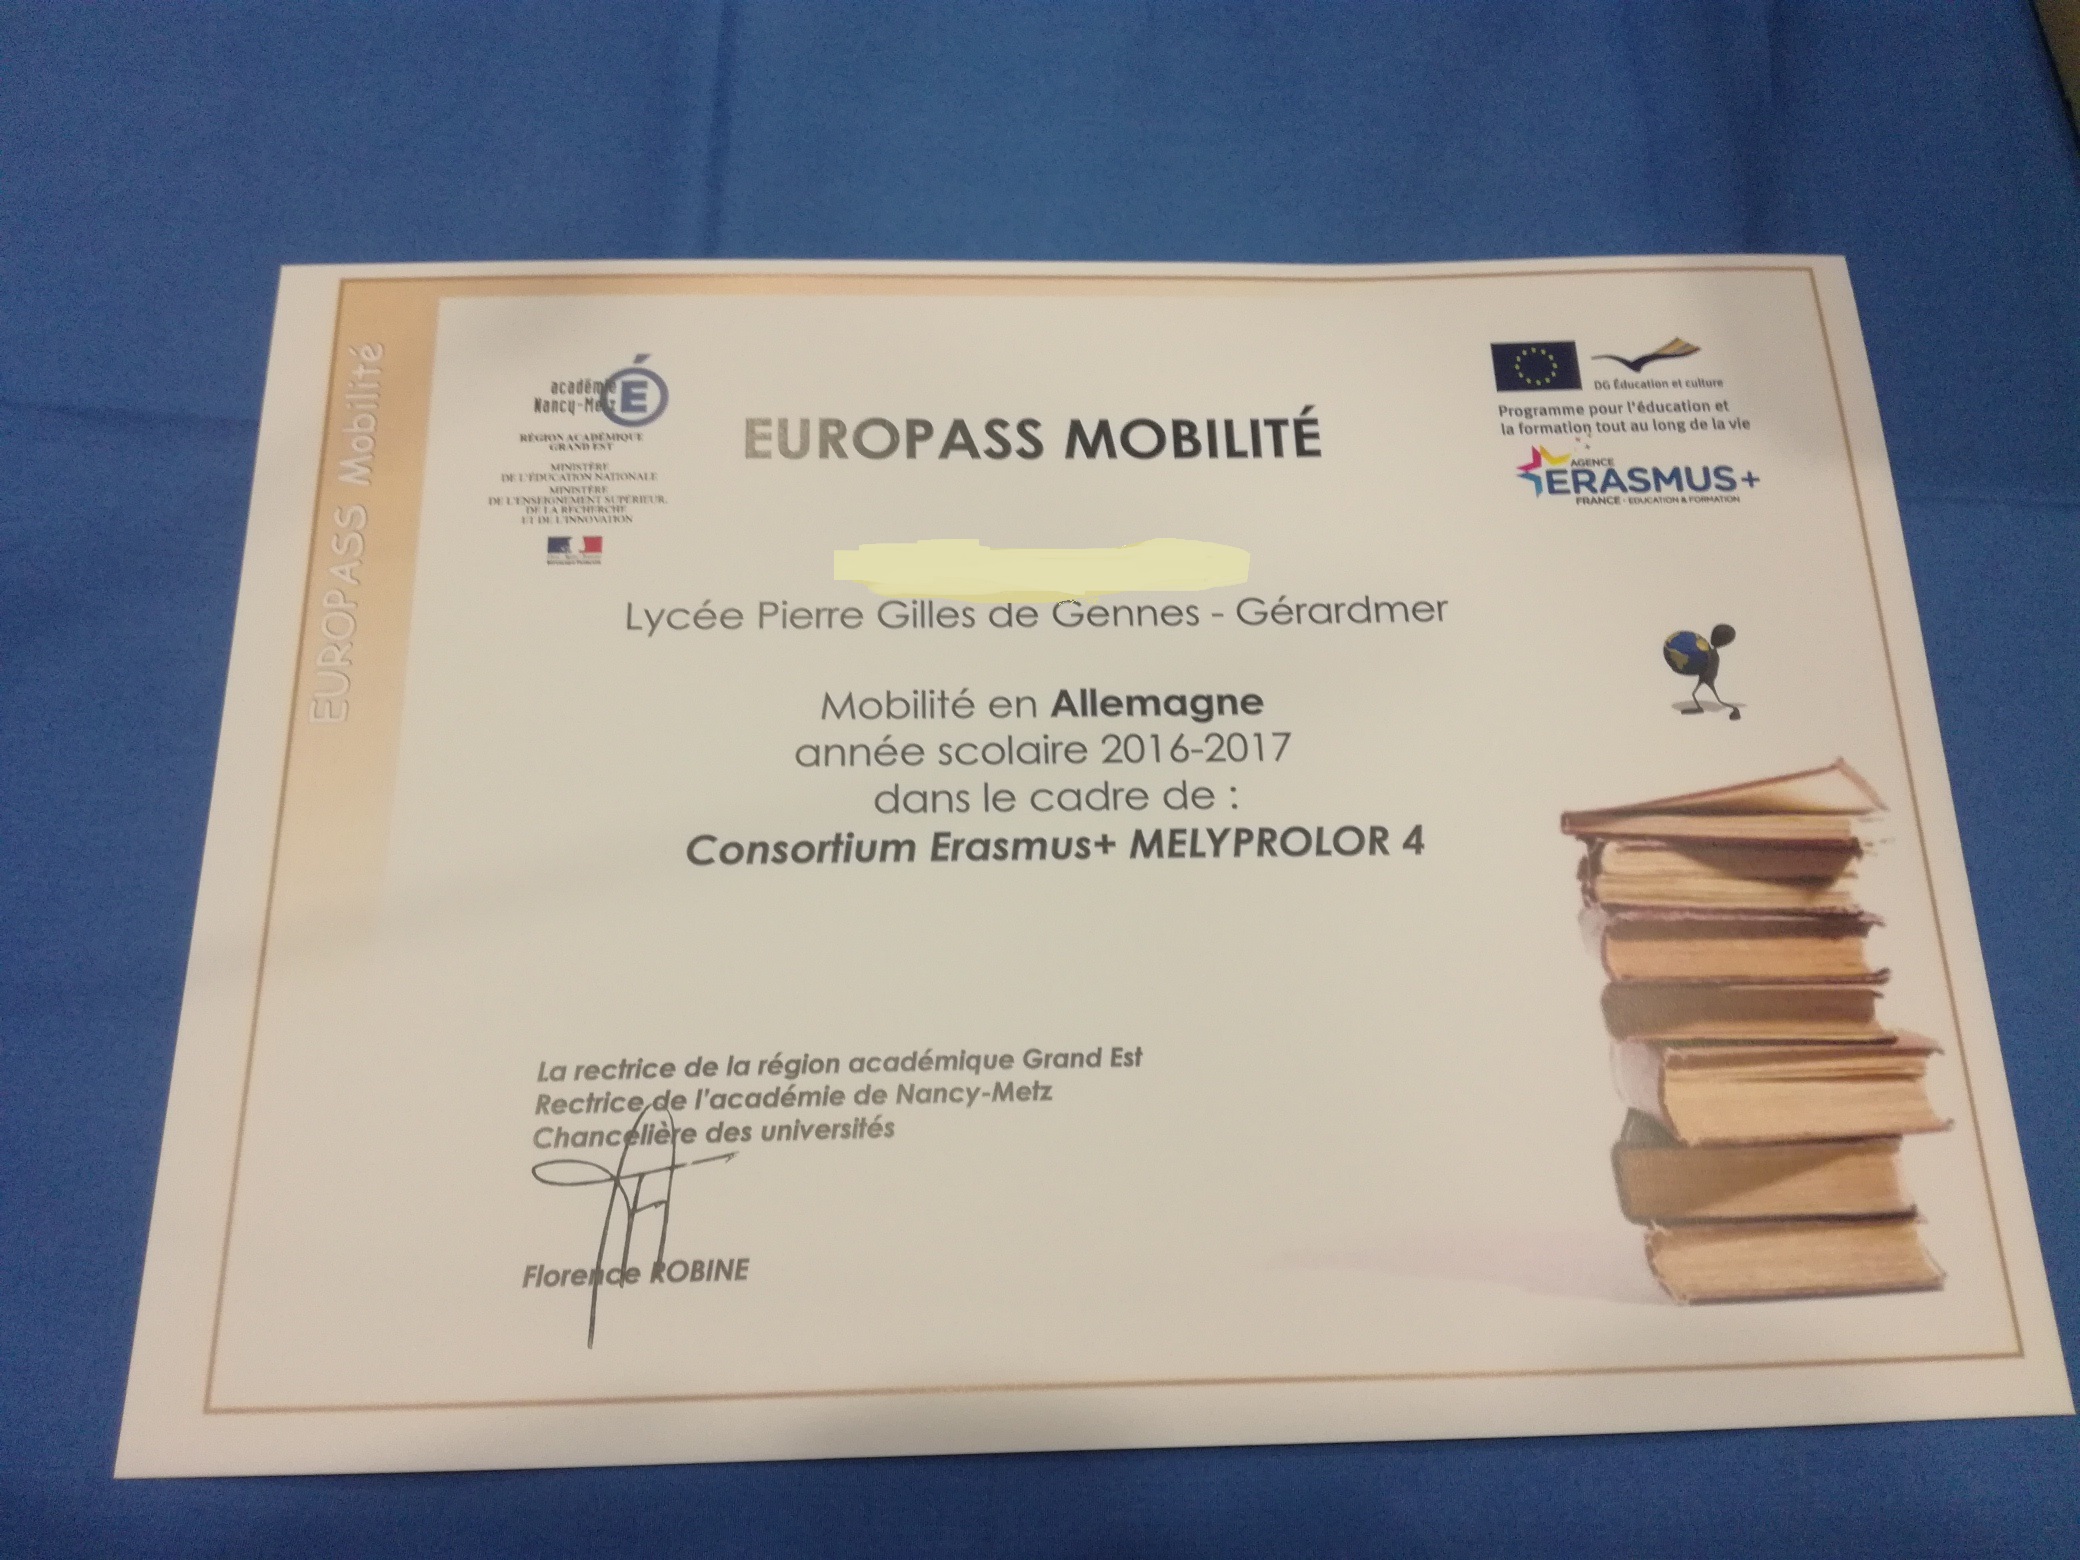 EUROPASS Mobilité
académie
Nancy-Metz
RÉGION ACADÉMIQUE
GRAND EST
MINISTÈRE
DE L'ÉDUCATION NATIONALE
MINISTÈRE
DE L'ENSEIGNEMENT SUPÉRIEUR,
DE LA RECHERCHE
ET DE L'INNOVATION
EUROPASS MOBILITÉ
DG Éducation et culture
Programme pour l'éducation et
la formation tout au long de la vie
AGENCE
ERASMUS+
FRANCE - EDUCATION & FORMATION
Lycée Pierre Gilles de Gennes - Gérardmer
Mobilité en Allemagne
année scolaire 2016-2017
dans le cadre de :
Consortium Erasmus+ MELYPROLOR 4
La rectrice de la région académique Grand Est
Rectrice de l'académie de Nancy-Metz
Chancelière des universités
Florence ROBINE